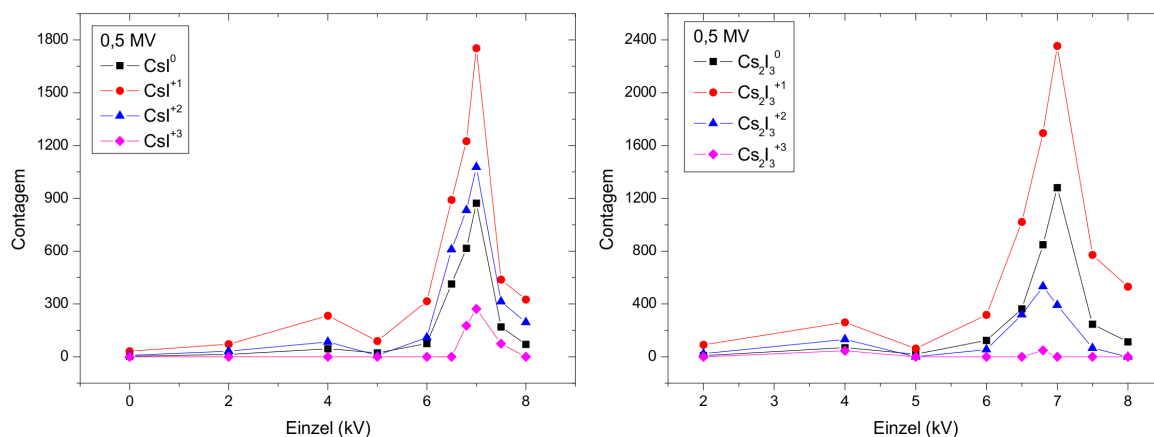 0,5 MV
CsI⁰
CsI⁺¹
CsI⁺²
CsI⁺³
1800
1500
1200
900
600
300
0
Contagem
0 2 4 6 8
Einzel (kV)
0,5 MV
Cs₂I₃⁰
Cs₂I₃⁺¹
Cs₂I₃⁺²
Cs₂I₃⁺³
2400
2000
1600
1200
800
400
0
Contagem
2 3 4 5 6 7 8
Einzel (kV)